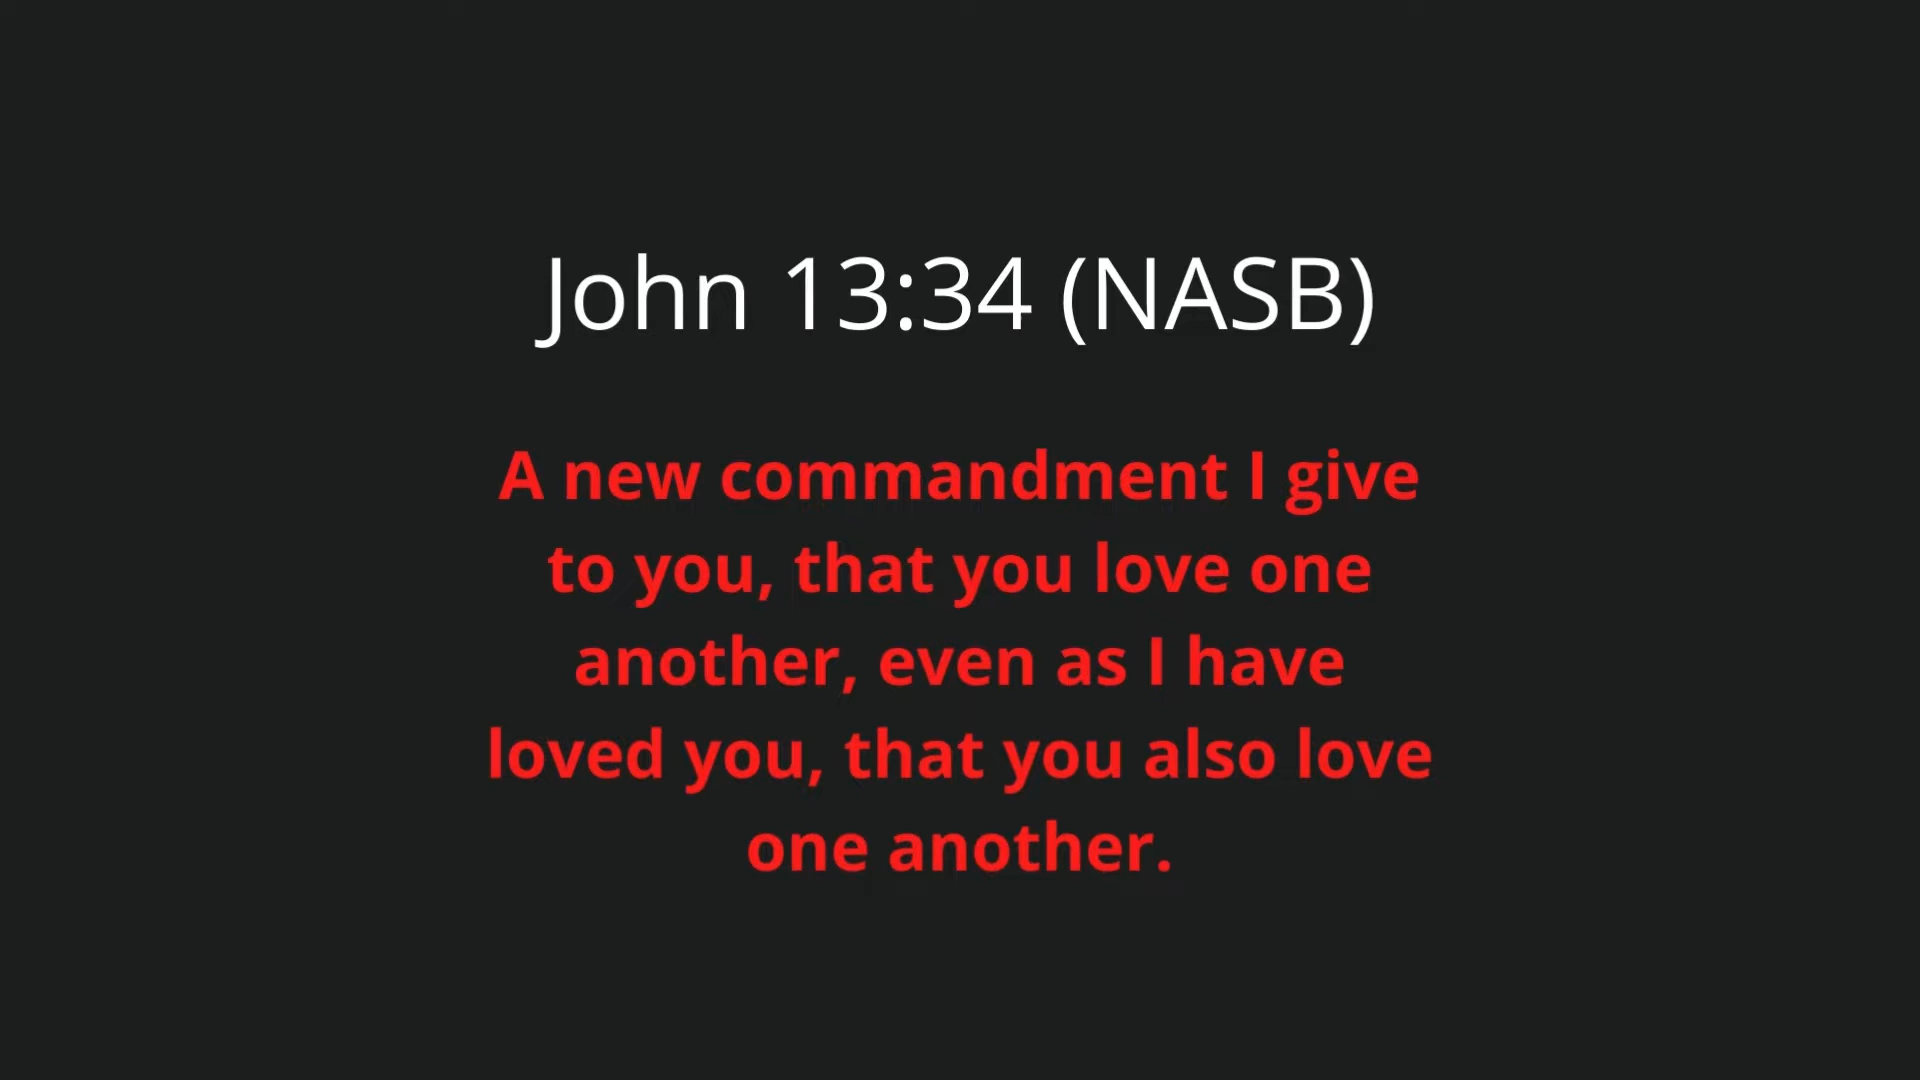 John 13:34 (NASB)
A new commandment I give
to you, that you love one
another, even as I have
loved you, that you also love
one another.